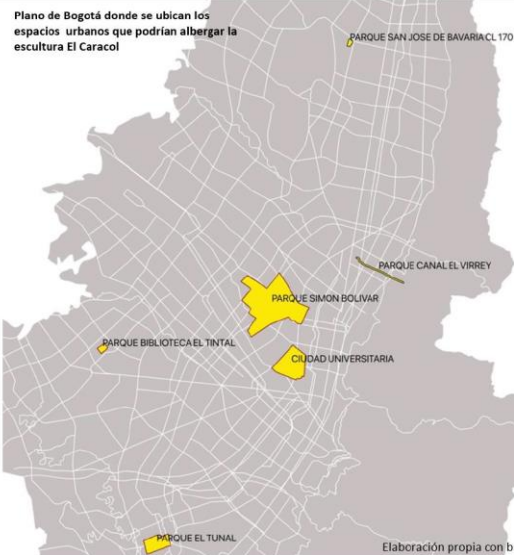 Plano de Bogotá donde se ubican los
espacios urbanos que podrían albergar la
escultura El Caracol
PARQUE SAN JOSE DE BAVARIA CL 170
PARQUE CANAL EL VIRREY
PARQUE SIMON BOLIVAR
PARQUE BIBLIOTECA EL TINTAL
CIUDAD UNIVERSITARIA
PARQUE EL TUNAL
Elaboración propia con b